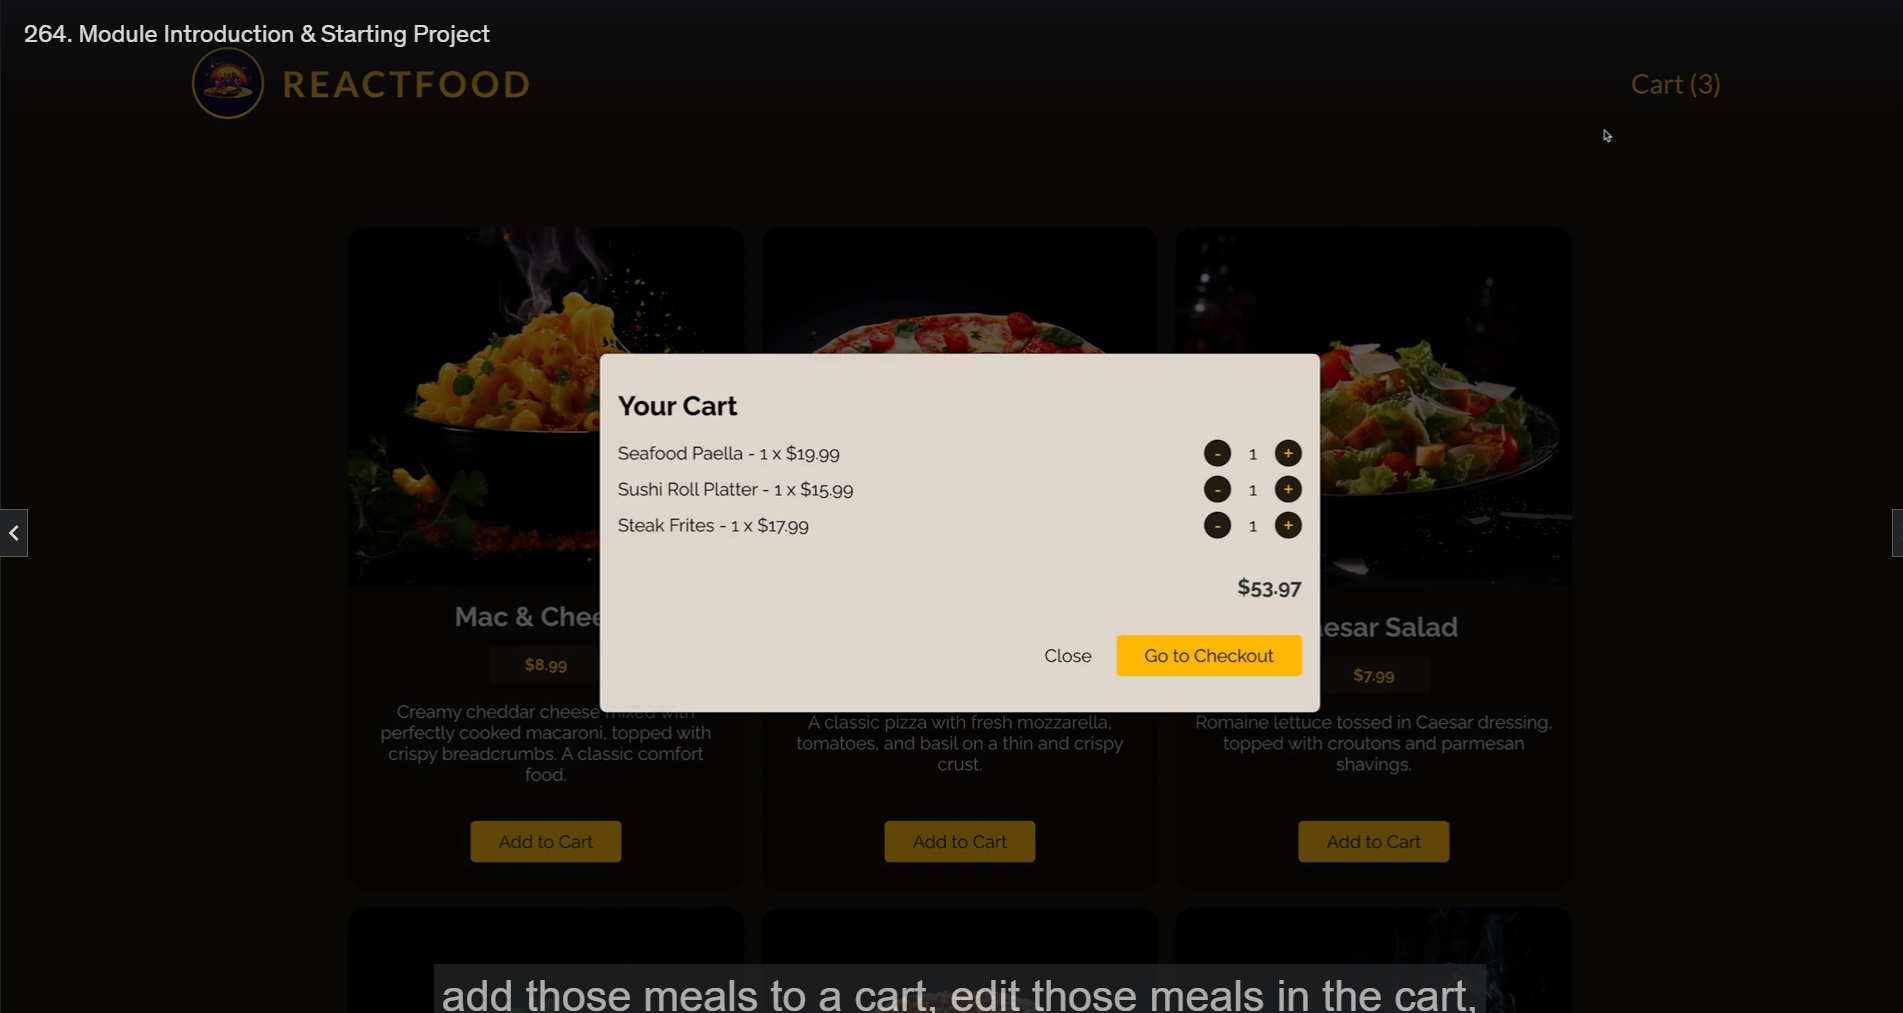 264. Module Introduction & Starting Project
REACTFOOD
Cart (3)
Your Cart
Seafood Paella - 1 x $19.99
- 1 +
Sushi Roll Platter - 1 x $15.99
- 1 +
Steak Frites - 1 x $17.99
- 1 +
$53.97
Close
Go to Checkout
Mac & Chee
$8.99
Creamy cheddar cheese mixed with
perfectly cooked macaroni, topped with
crispy breadcrumbs. A classic comfort
food.
Add to Cart
A classic pizza with fresh mozzarella,
tomatoes, and basil on a thin and crispy
crust.
Add to Cart
aesar Salad
$7.99
Romaine lettuce tossed in Caesar dressing,
topped with croutons and parmesan
shavings.
Add to Cart
add those meals to a cart, edit those meals in the cart,